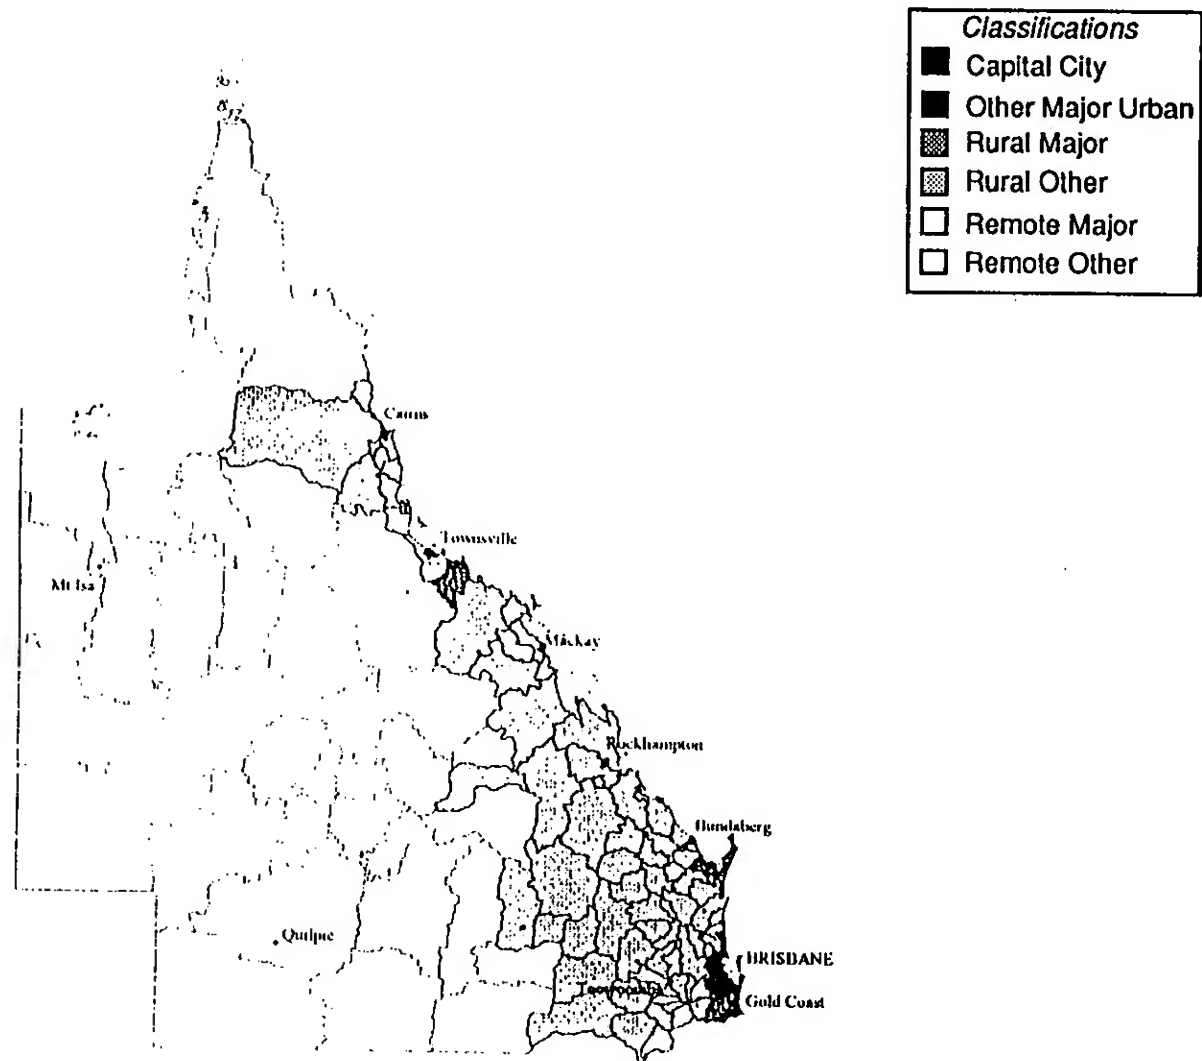 Classifications
Capital City
Other Major Urban
Rural Major
Rural Other
Remote Major
Remote Other
Cairns
Townsville
Mt Isa
Mackay
Rockhampton
Bundaberg
Quilpie
BRISBANE
Toowoomba
Gold Coast